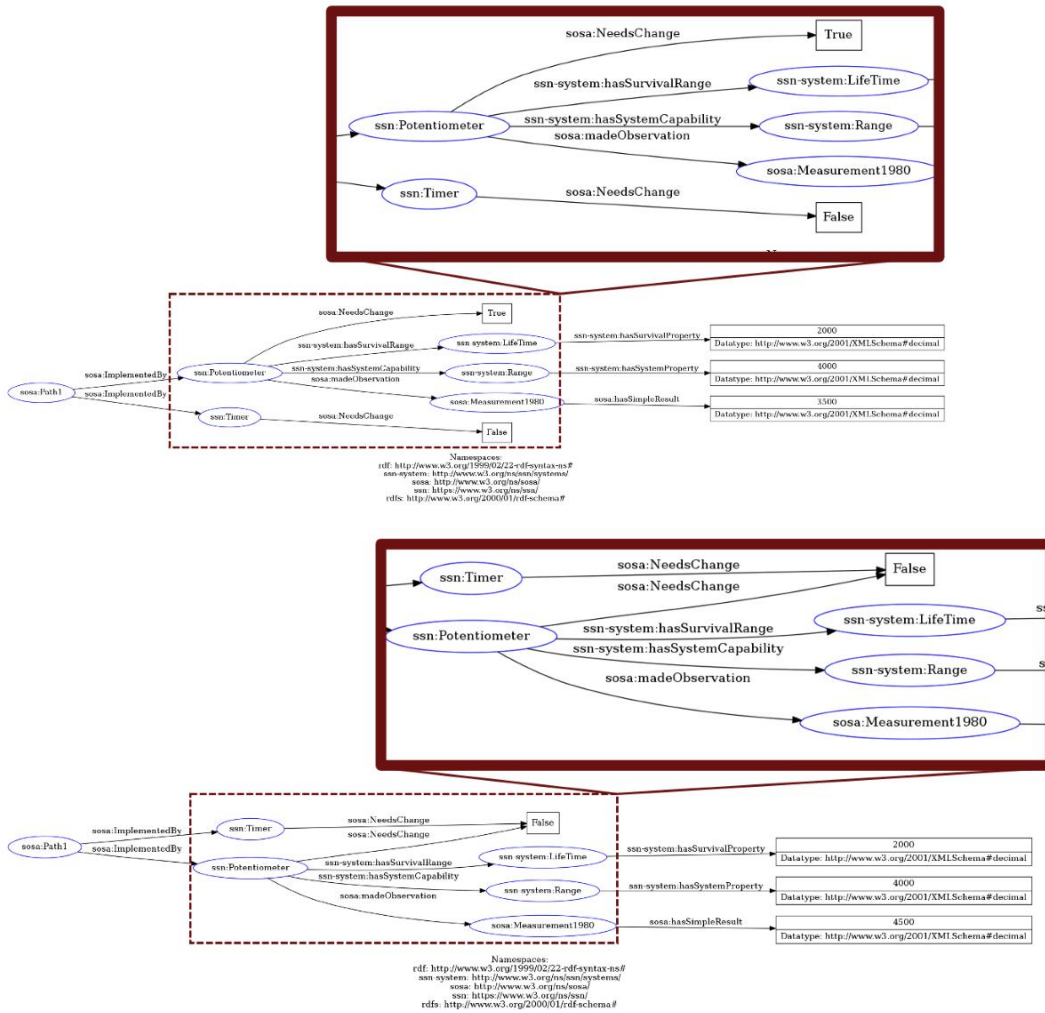 sosa:NeedsChange
True
ssn-system:hasSurvivalRange
ssn-system:LifeTime
ssn:Potentiometer
ssn-system:hasSystemCapability
ssn-system:Range
sosa:madeObservation
sosa:Measurement1980
ssn:Timer
sosa:NeedsChange
False
sosa:NeedsChange
True
ssn-system:hasSurvivalRange
ssn-system:LifeTime
ssn-system:hasSurvivalProperty
2000
Datatype: http://www.w3.org/2001/XMLSchema#decimal
sosa:Path1
sosa:ImplementedBy
sosa:ImplementedBy
ssn:Potentiometer
ssn-system:hasSystemCapability
sosa:madeObservation
ssn-system:Range
ssn-system:hasSystemProperty
4000
Datatype: http://www.w3.org/2001/XMLSchema#decimal
sosa:Measurement1980
sosa:hasSimpleResult
3500
Datatype: http://www.w3.org/2001/XMLSchema#decimal
ssn:Timer
sosa:NeedsChange
False
Namespaces:
rdf: http://www.w3.org/1999/02/22-rdf-syntax-ns#
ssn-system: http://www.w3.org/ns/ssn/systems/
sosa: http://www.w3.org/ns/sosa/
ssn: https://www.w3.org/ns/ssn/
rdfs: http://www.w3.org/2000/01/rdf-schema#
ssn:Timer
sosa:NeedsChange
sosa:NeedsChange
False
ssn:Potentiometer
ssn-system:hasSurvivalRange
ssn-system:LifeTime
ssn-system:hasSystemCapability
ssn-system:Range
sosa:madeObservation
sosa:Measurement1980
sosa:Path1
sosa:ImplementedBy
sosa:ImplementedBy
ssn:Timer
sosa:NeedsChange
sosa:NeedsChange
False
ssn:Potentiometer
ssn-system:hasSurvivalRange
ssn-system:LifeTime
ssn-system:hasSurvivalProperty
2000
Datatype: http://www.w3.org/2001/XMLSchema#decimal
ssn-system:hasSystemCapability
ssn-system:Range
ssn-system:hasSystemProperty
4000
Datatype: http://www.w3.org/2001/XMLSchema#decimal
sosa:madeObservation
sosa:Measurement1980
sosa:hasSimpleResult
4500
Datatype: http://www.w3.org/2001/XMLSchema#decimal
Namespaces:
rdf: http://www.w3.org/1999/02/22-rdf-syntax-ns#
ssn-system: http://www.w3.org/ns/ssn/systems/
sosa: http://www.w3.org/ns/sosa/
ssn: https://www.w3.org/ns/ssn/
rdfs: http://www.w3.org/2000/01/rdf-schema#